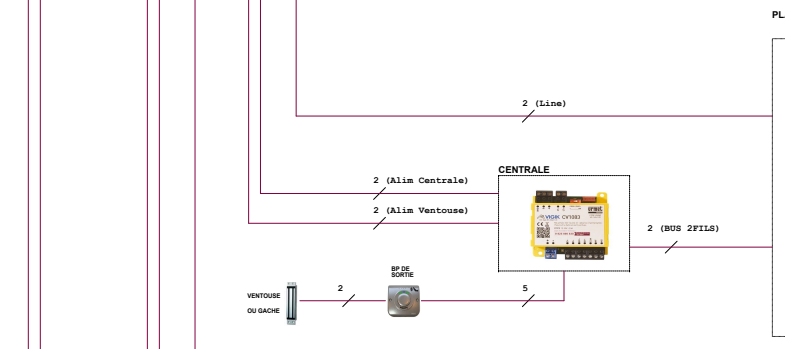 PL
2 (Line)
CENTRALE
2 (Alim Centrale)
2 (Alim Ventouse)
VIGIK CV1083
2 (BUS 2FILS)
BP DE
SORTIE
VENTOUSE
OU GACHE
2
5